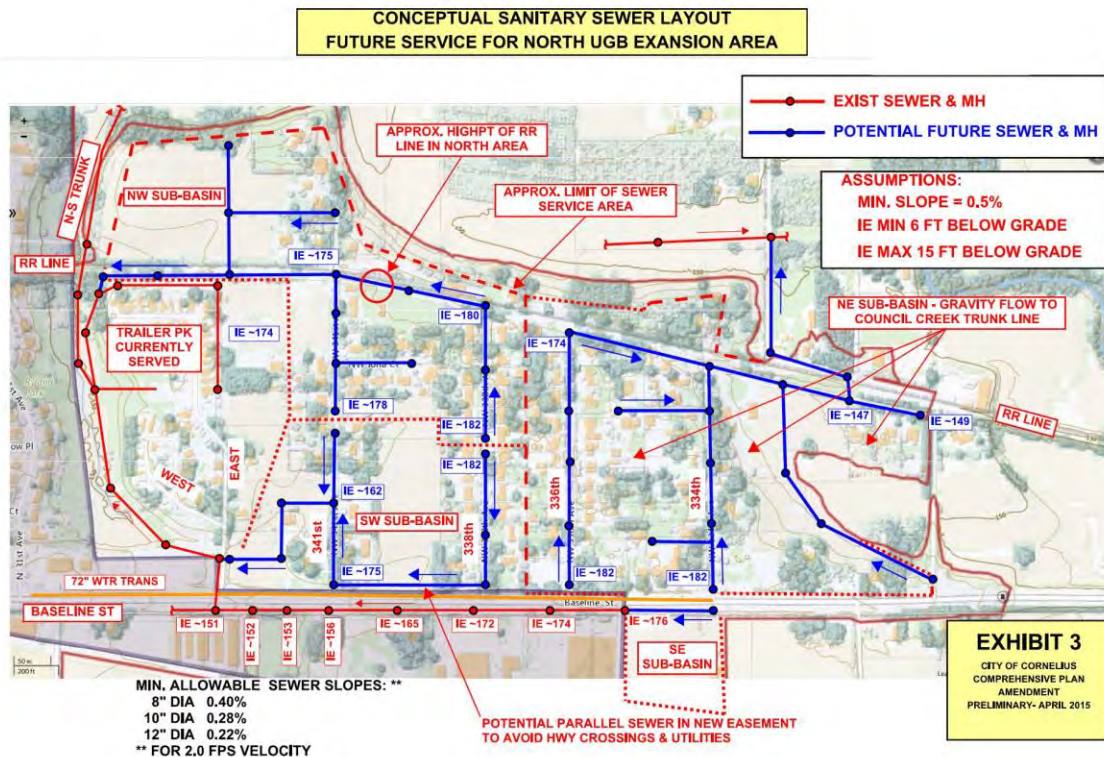 CONCEPTUAL SANITARY SEWER LAYOUT
FUTURE SERVICE FOR NORTH UGB EXANSION AREA
EXIST SEWER & MH
POTENTIAL FUTURE SEWER & MH
ASSUMPTIONS:
MIN. SLOPE = 0.5%
IE MIN 6 FT BELOW GRADE
IE MAX 15 FT BELOW GRADE
APPROX. HIGHPT OF RR
LINE IN NORTH AREA
APPROX. LIMIT OF SEWER
SERVICE AREA
N-S TRUNK
NW SUB-BASIN
RR LINE
IE ~175
NE SUB-BASIN - GRAVITY FLOW TO
COUNCIL CREEK TRUNK LINE
TRAILER PK
CURRENTLY
SERVED
IE ~174
IE ~180
IE ~174
IE ~178
IE ~147
IE ~149
RR LINE
IE ~182
IE ~182
WEST
EAST
IE ~162
SW SUB-BASIN
341st
338th
336th
334th
N 31st Ave
IE ~175
IE ~182
IE ~182
72" WTR TRANS
BASELINE ST
Baseline St.
8
IE ~151
IE ~152
IE ~153
IE ~156
IE ~165
IE ~172
IE ~174
IE ~176
SE
SUB-BASIN
50 m
200 ft
MIN. ALLOWABLE SEWER SLOPES: **
8" DIA 0.40%
10" DIA 0.28%
12" DIA 0.22%
** FOR 2.0 FPS VELOCITY
POTENTIAL PARALLEL SEWER IN NEW EASEMENT
TO AVOID HWY CROSSINGS & UTILITIES
EXHIBIT 3
CITY OF CORNELIUS
COMPREHENSIVE PLAN
AMENDMENT
PRELIMINARY- APRIL 2015